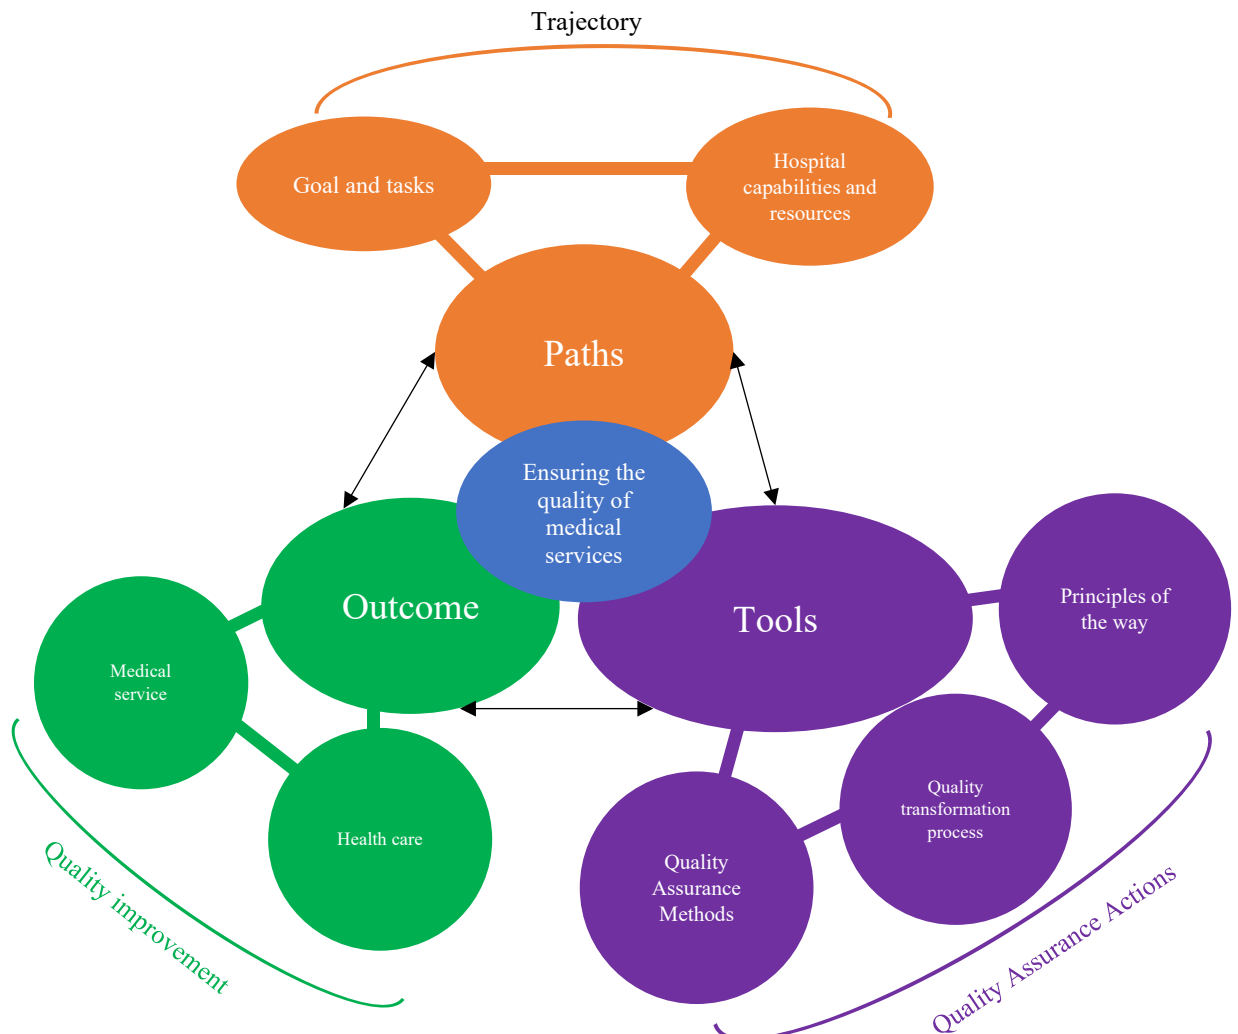 Trajectory
Goal and tasks
Hospital
capabilities and
resources
Paths
Ensuring the
quality of
medical
services
Outcome
Tools
Principles of
the way
Medical
service
Health care
Quality
transformation
process
Quality
Assurance
Methods
Quality improvement
Quality Assurance Actions